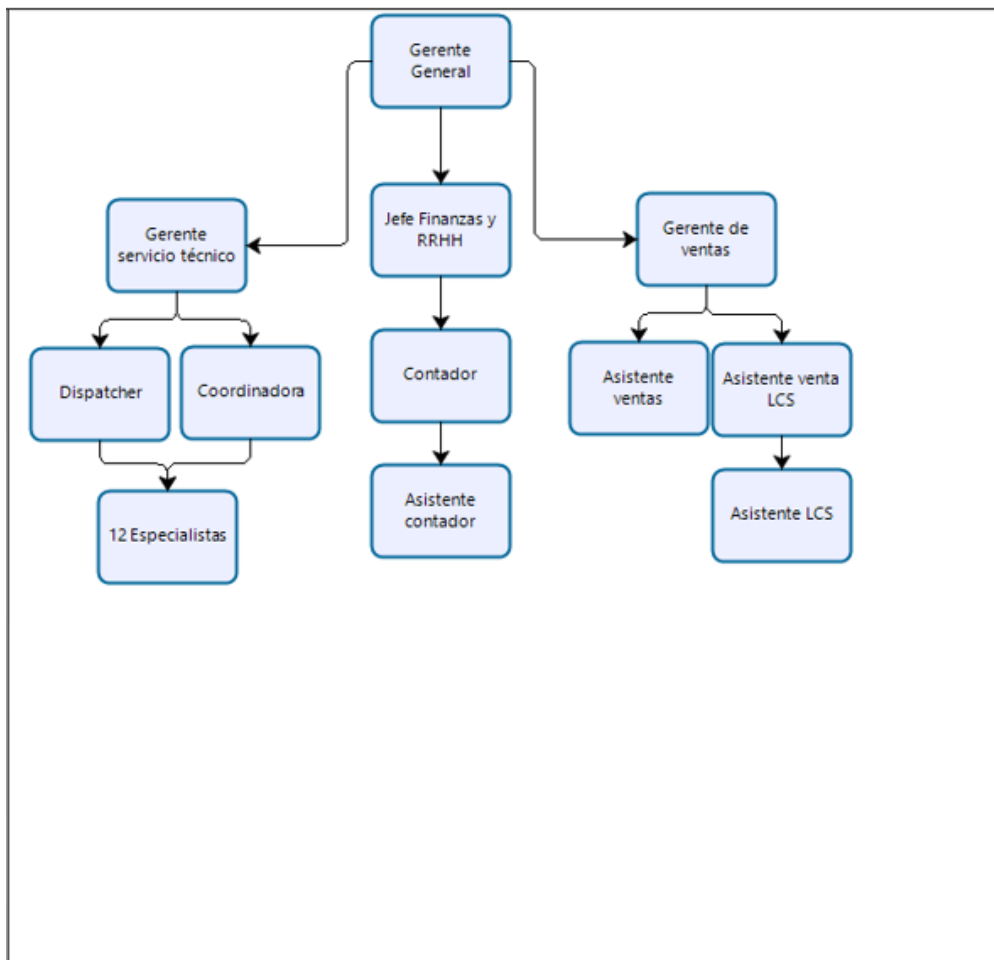 Gerente
General
Gerente
servicio técnico
Jefe Finanzas y
RRHH
Gerente de
ventas
Dispatcher
Coordinadora
Contador
Asistente
ventas
Asistente venta
LCS
12 Especialistas
Asistente
contador
Asistente LCS